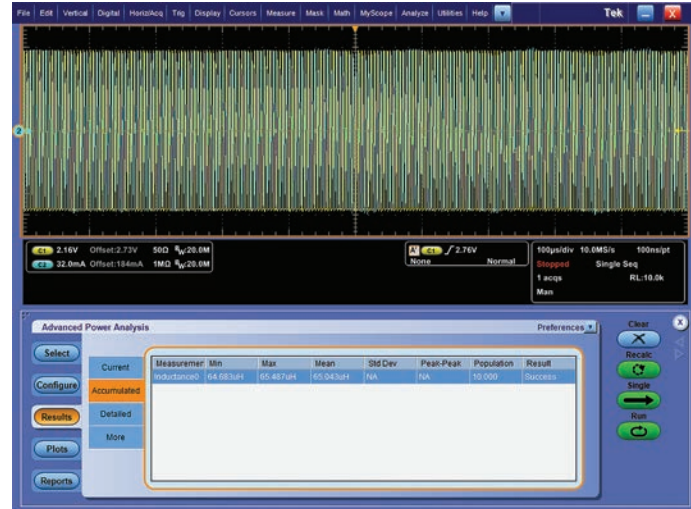 File Edit Vertical Digital Horiz/Acq Trig Display Cursors Measure Mask Math MyScope Analyze Utilities Help Tek
2
C1 2.16V Offset:2.73V 50Ω BW:20.0M
C2 32.0mA Offset:184mA 1MΩ BW:20.0M
A' C1 2.76V
None Normal
100µs/div 10.0MS/s 100ns/pt
Stopped Single Seq
1 acqs RL:10.0k
Man
Advanced Power Analysis
Preferences
Clear
Recalc
Single
Run
Select
Configure
Results
Plots
Reports
Current
Accumulated
Detailed
More
Measuremen Min Max Mean Std Dev Peak-Peak Population Result
Inductance0 64.683uH 65.487uH 65.043uH NA NA 10.000 Success